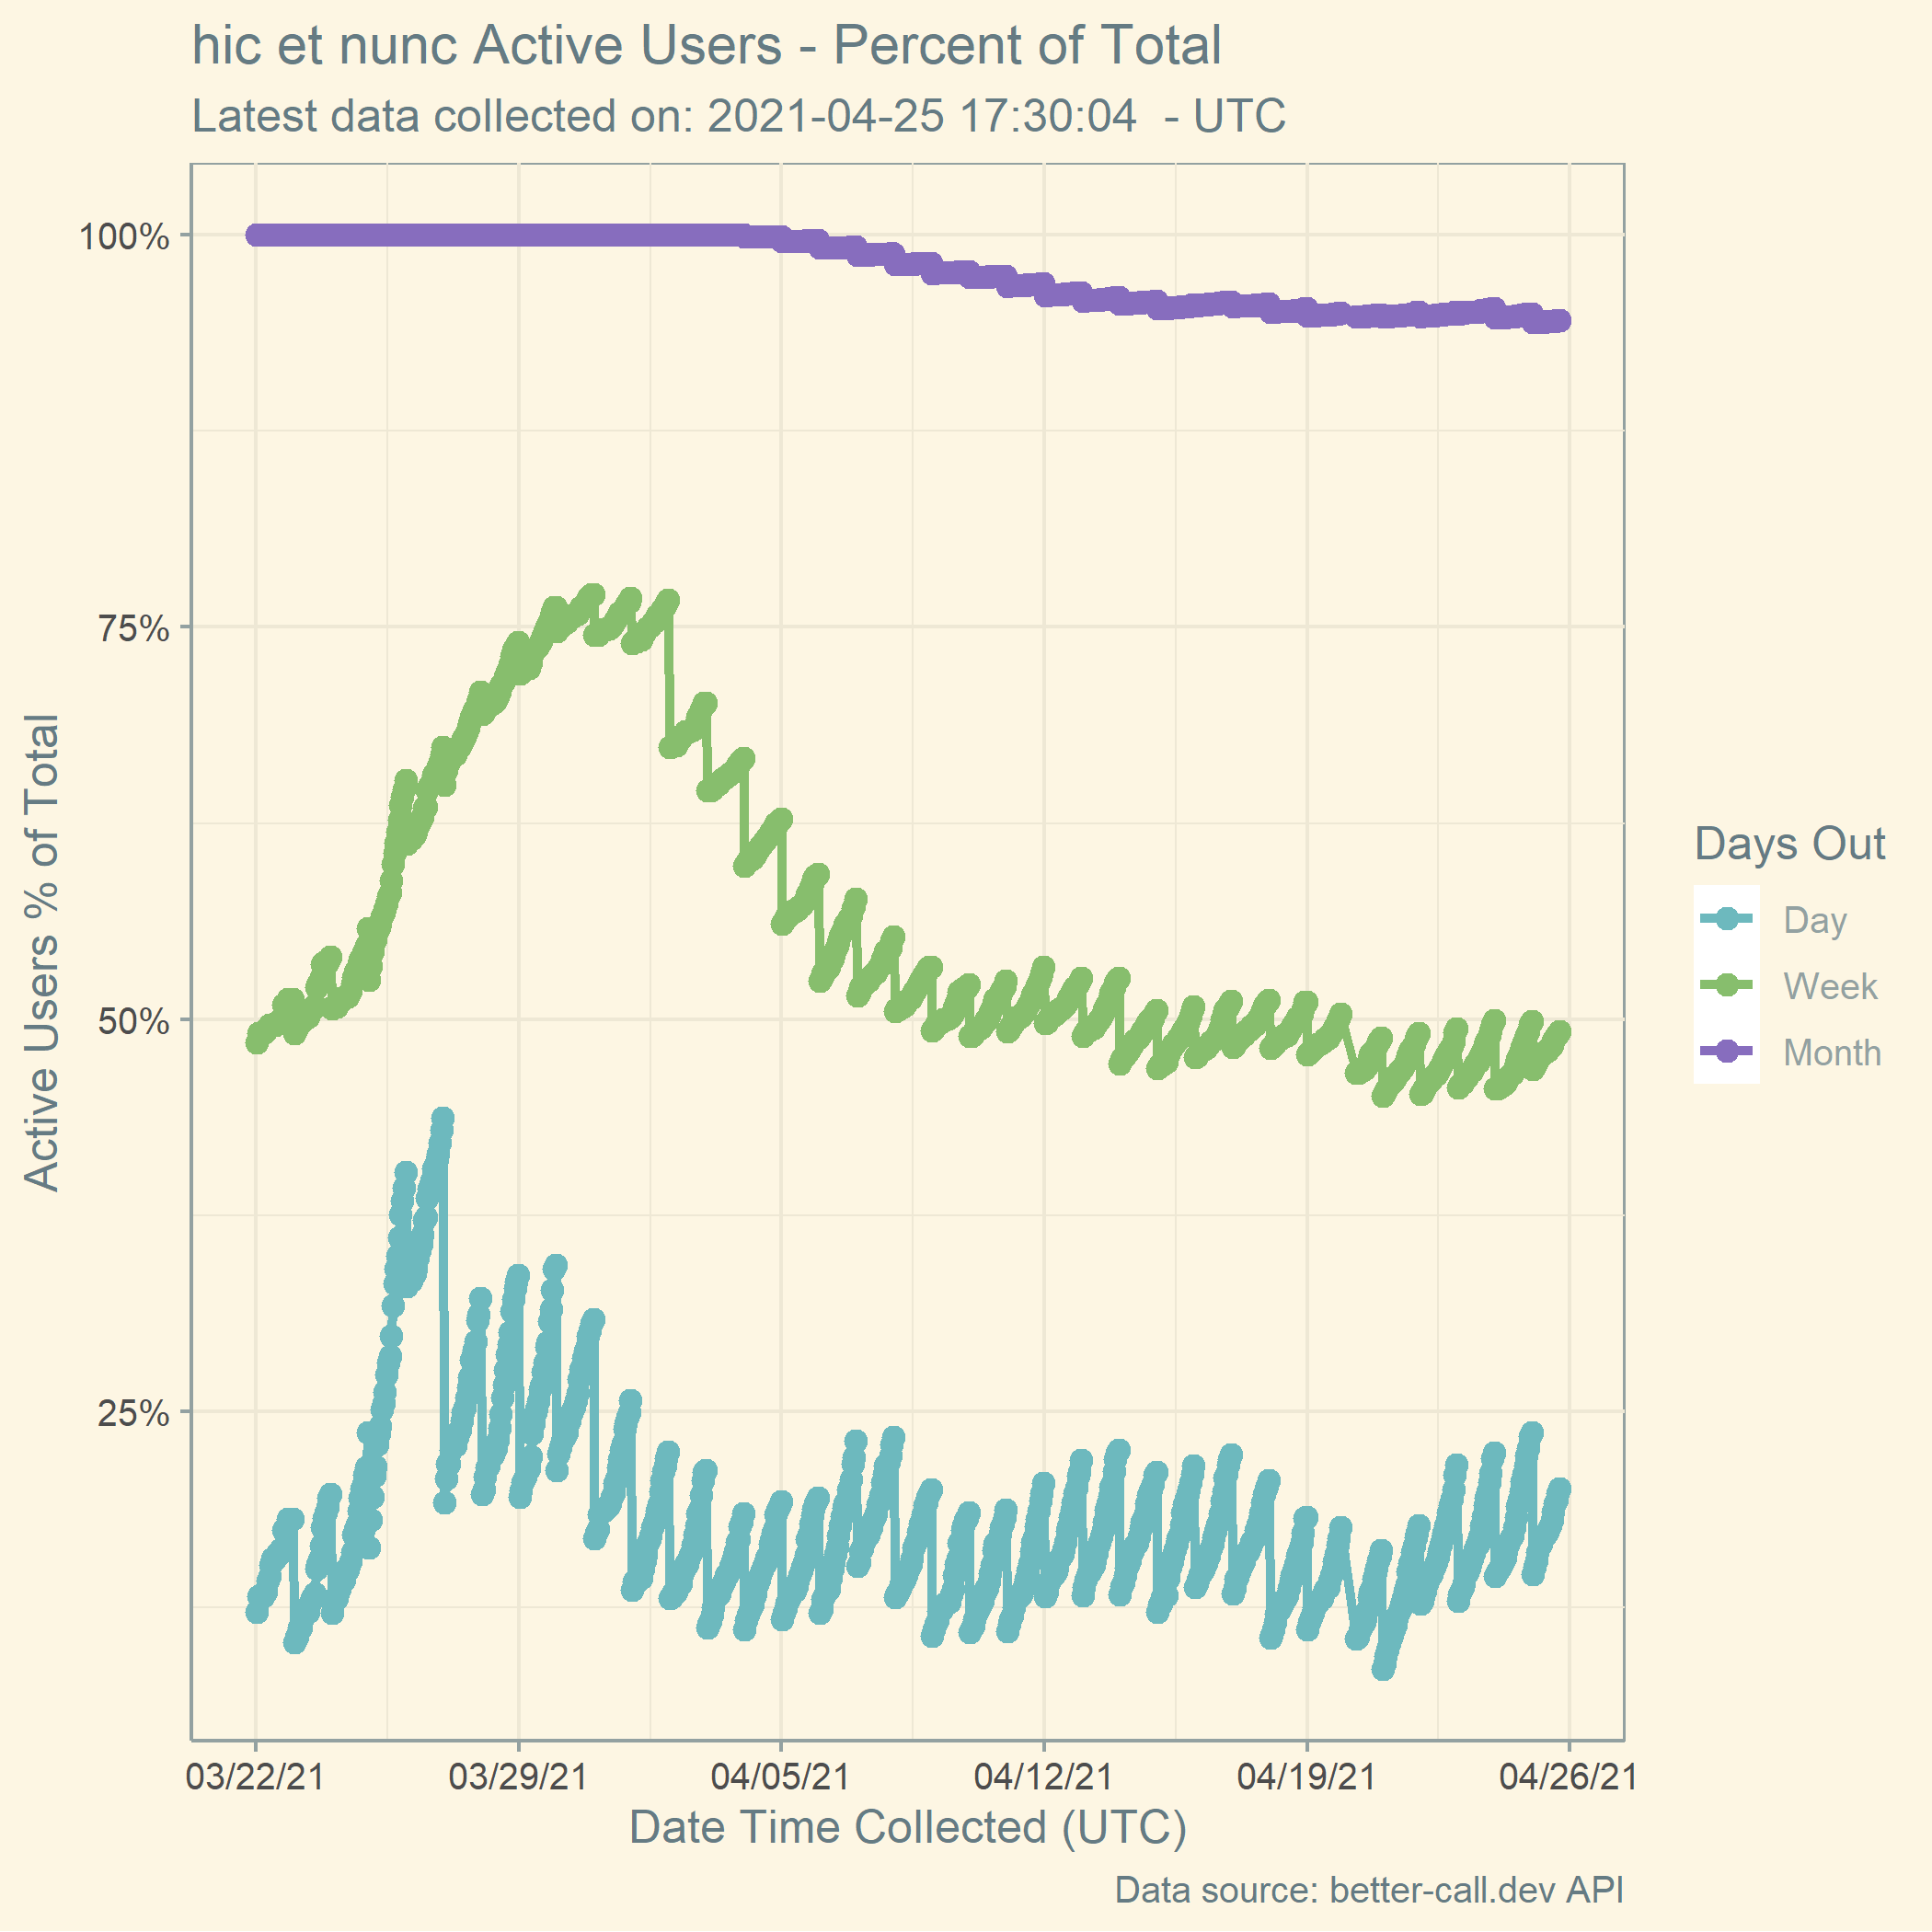 hic et nunc Active Users - Percent of Total
Latest data collected on: 2021-04-25 17:30:04  - UTC
Active Users % of Total
100%
75%
50%
25%
03/22/21
03/29/21
04/05/21
04/12/21
04/19/21
04/26/21
Date Time Collected (UTC)
Days Out
Day
Week
Month
Data source: better-call.dev API